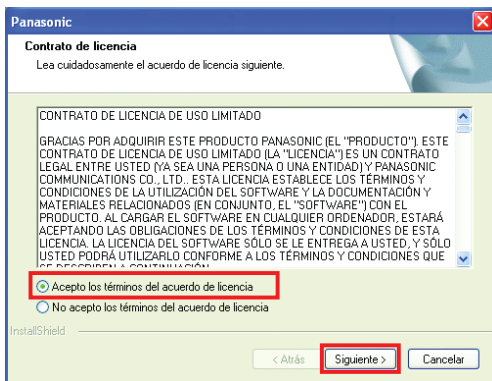 Panasonic
Contrato de licencia
Lea cuidadosamente el acuerdo de licencia siguiente.
CONTRATO DE LICENCIA DE USO LIMITADO
GRACIAS POR ADQUIRIR ESTE PRODUCTO PANASONIC (EL "PRODUCTO"). ESTE
CONTRATO DE LICENCIA DE USO LIMITADO (LA "LICENCIA") ES UN CONTRATO
LEGAL ENTRE USTED (YA SEA UNA PERSONA O UNA ENTIDAD) Y PANASONIC
COMMUNICATIONS CO., LTD.. ESTA LICENCIA ESTABLECE LOS TÉRMINOS Y
CONDICIONES DE LA UTILIZACIÓN DEL SOFTWARE Y LA DOCUMENTACIÓN Y
MATERIALES RELACIONADOS (EN CONJUNTO, EL "SOFTWARE") CON EL
PRODUCTO. AL CARGAR EL SOFTWARE EN CUALQUIER ORDENADOR, ESTARÁ
ACEPTANDO LAS OBLIGACIONES DE LOS TÉRMINOS Y CONDICIONES DE ESTA
LICENCIA. LA LICENCIA DEL SOFTWARE SÓLO SE LE ENTREGA A USTED, Y SÓLO
USTED PODRÁ UTILIZARLO CONFORME A LOS TÉRMINOS Y CONDICIONES QUE
SE DESCRIBEN A CONTINUACIÓN
Acepto los términos del acuerdo de licencia
No acepto los términos del acuerdo de licencia
InstallShield
< Atrás
Siguiente >
Cancelar